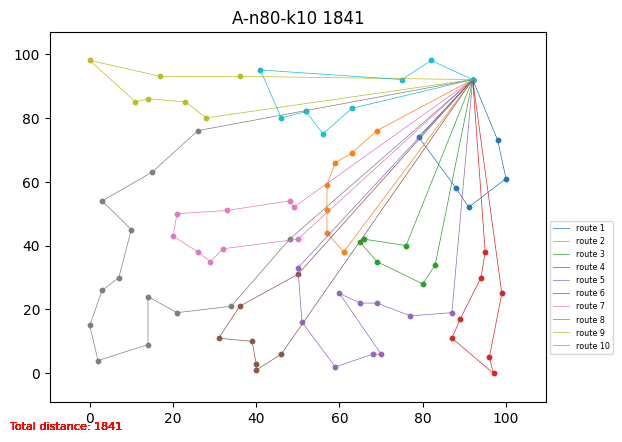 A-n80-k10 1841
100
80
60
40
20
0
0 20 40 60 80 100
route 1
route 2
route 3
route 4
route 5
route 6
route 7
route 8
route 9
route 10
Total distance: 1841